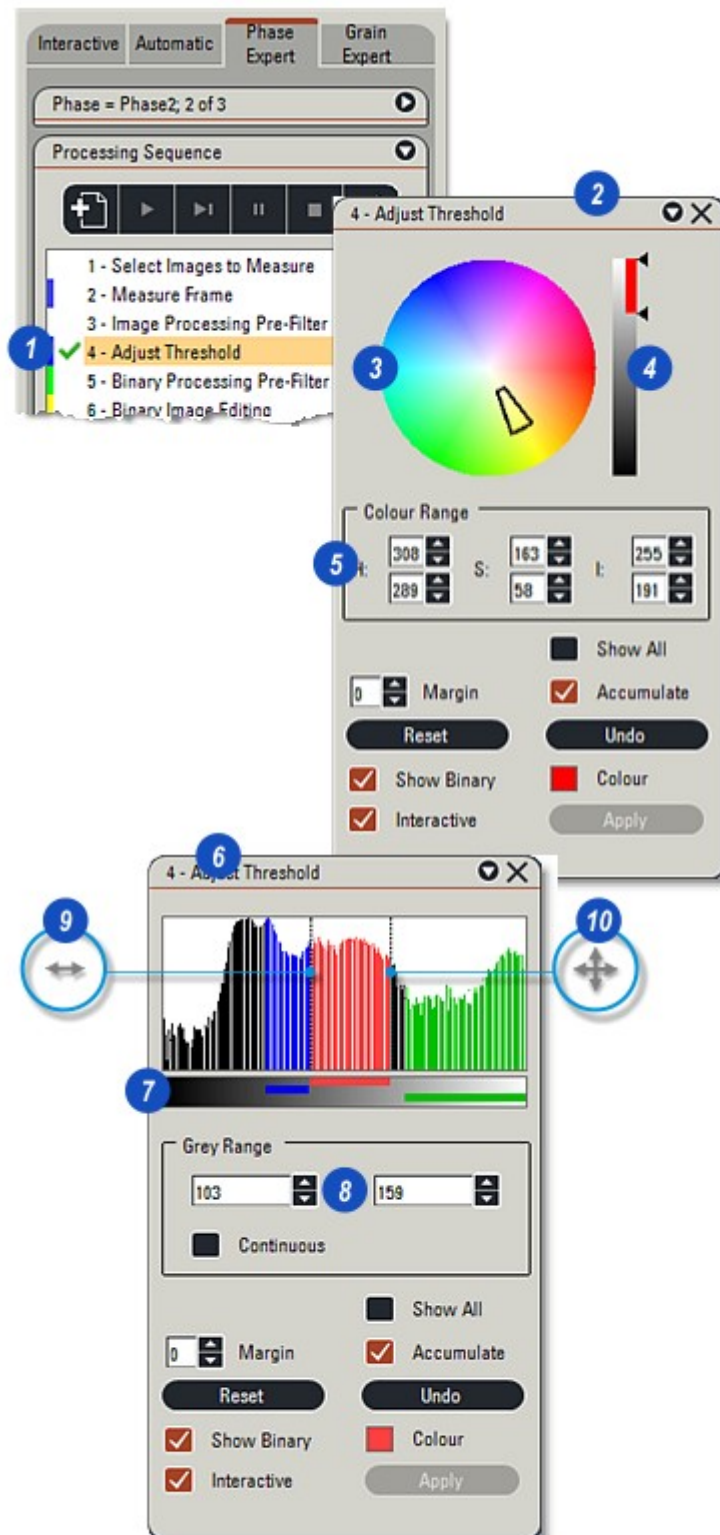 Interactive Automatic Phase Expert Grain Expert
Phase = Phase2; 2 of 3
Processing Sequence
1 - Select Images to Measure
2 - Measure Frame
3 - Image Processing Pre-Filter
1 4 - Adjust Threshold
5 - Binary Processing Pre-Filter
6 - Binary Image Editing
2
4 - Adjust Threshold
3
4
Colour Range
5
H: 308 S: 163 I: 255
289 58 191
Show All
0 Margin Accumulate
Reset Undo
Show Binary Colour
Interactive Apply
6
4 - Adjust Threshold
9
10
7
Grey Range
103 8 159
Continuous
Show All
0 Margin Accumulate
Reset Undo
Show Binary Colour
Interactive Apply